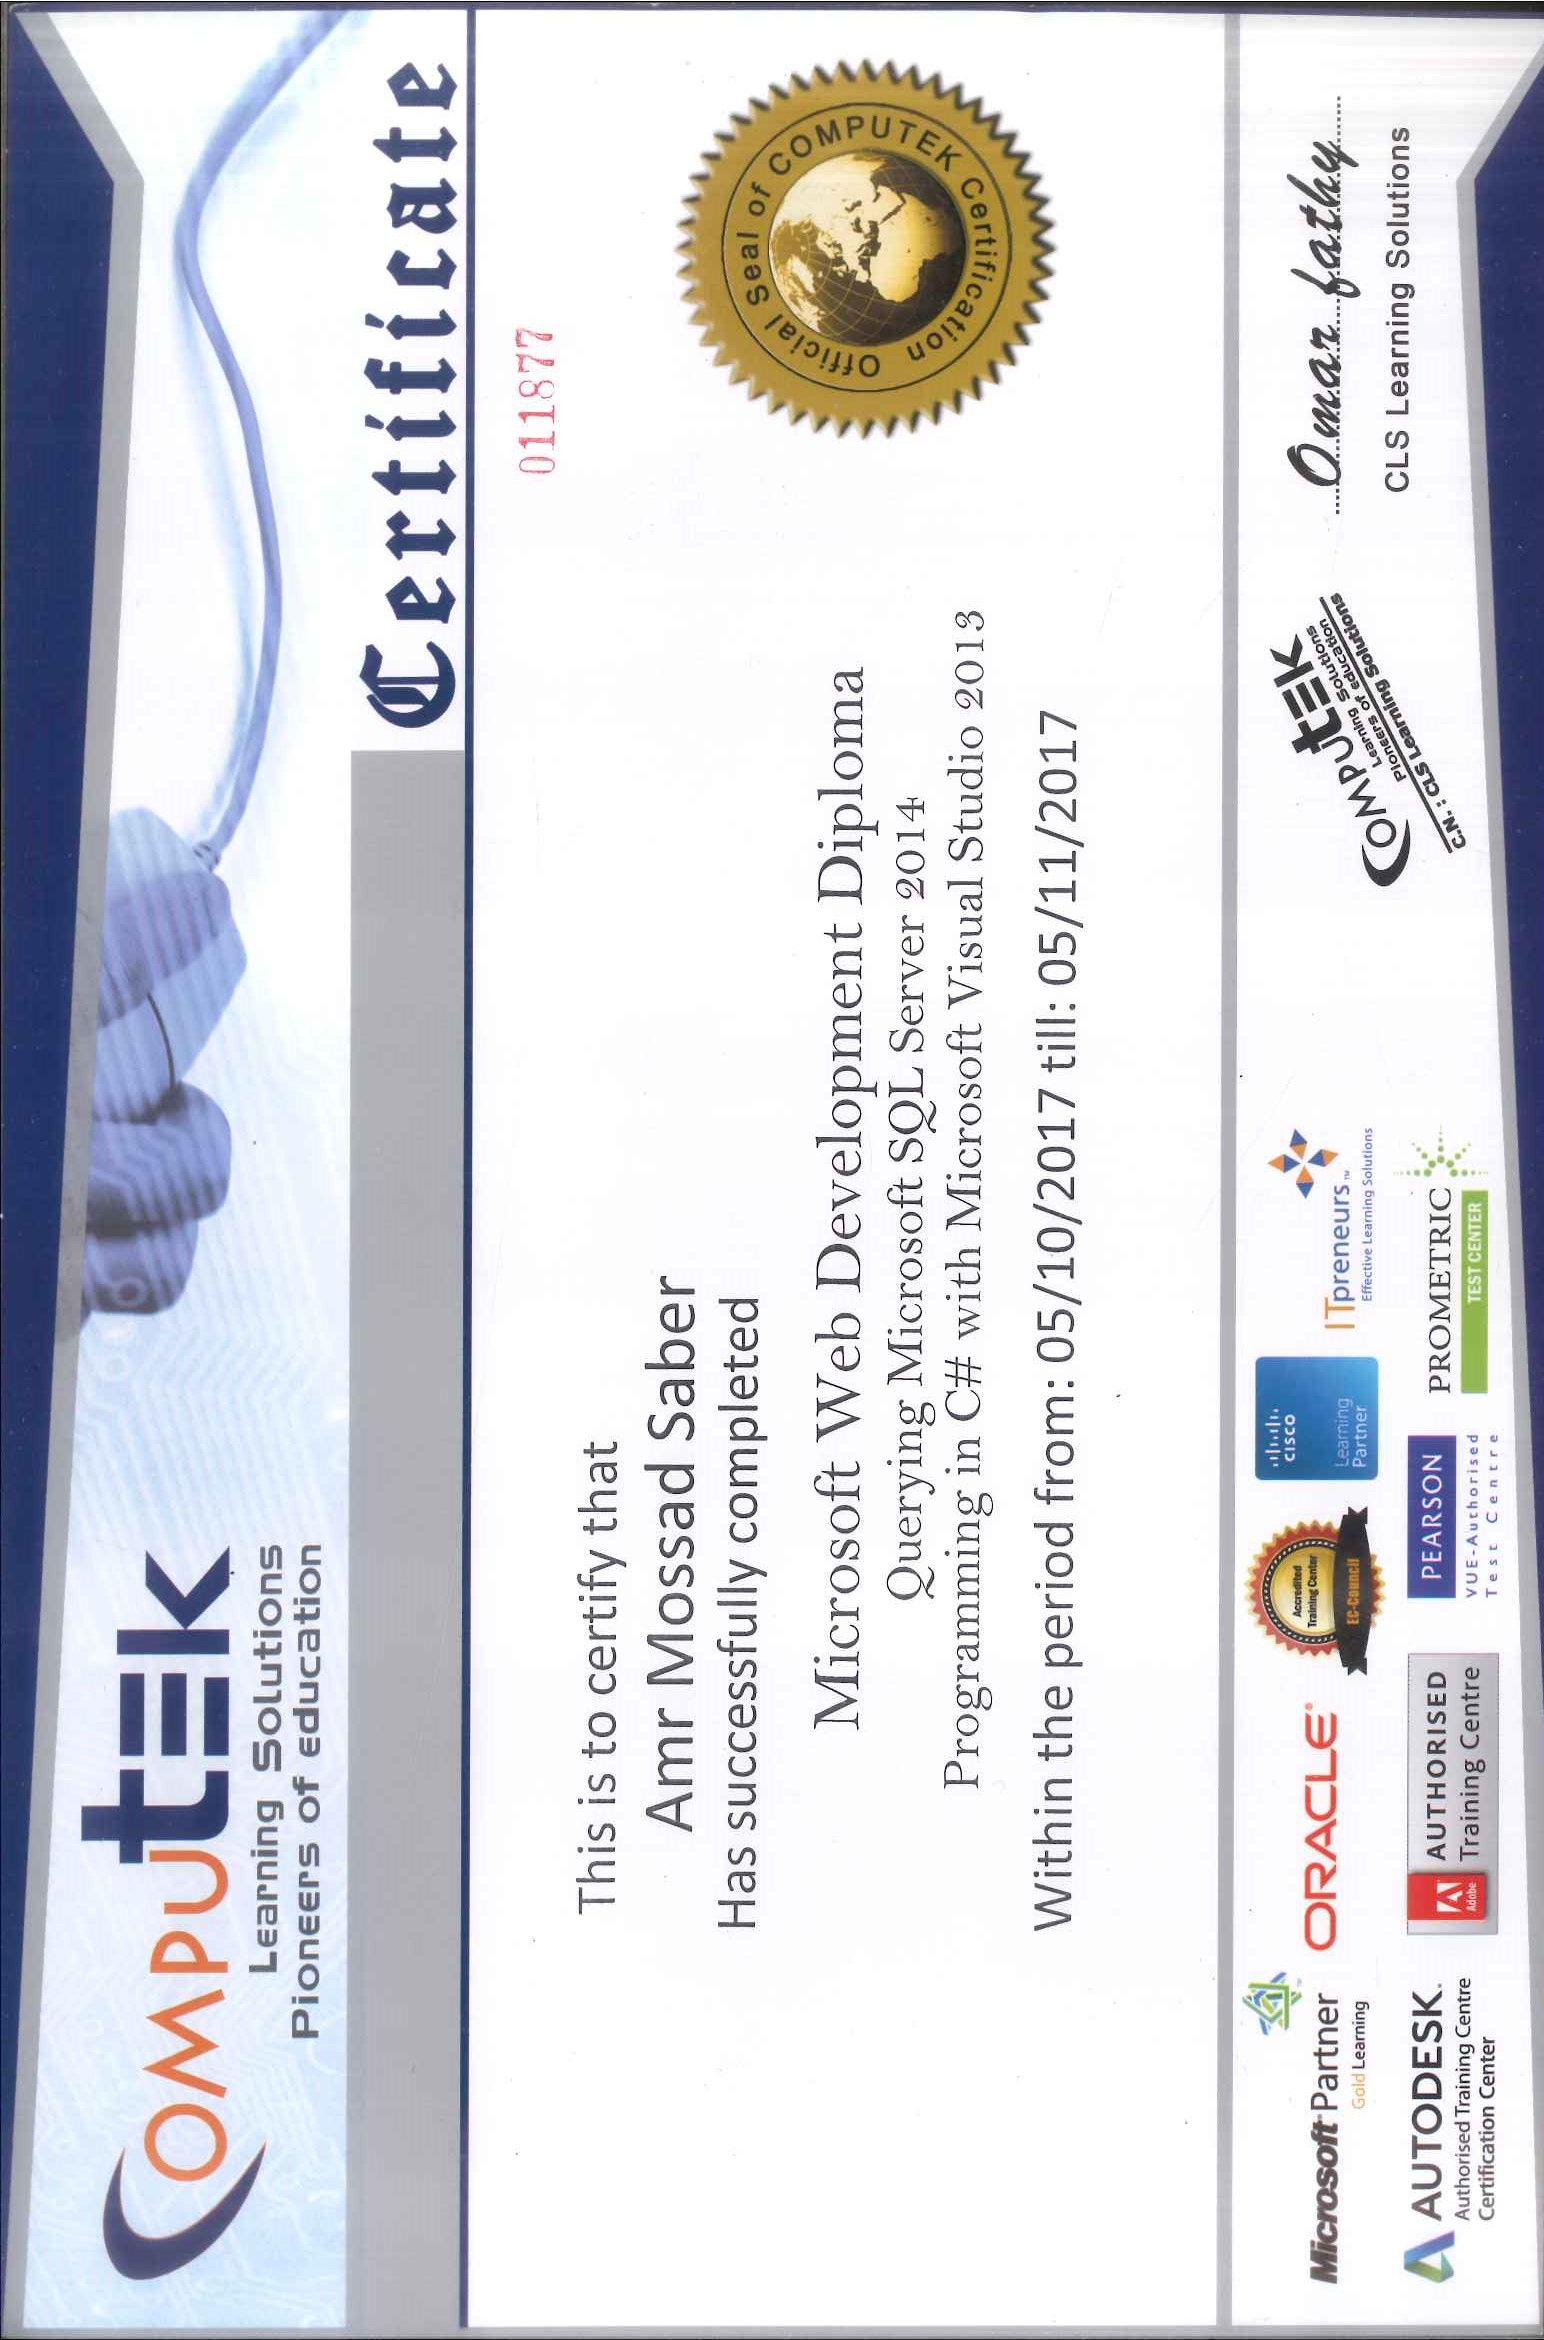 COMPUTEK
Learning Solutions
Pioneers of education
Certificate
011877
This is to certify that
Amr Mossad Saber
Has successfully completed
Microsoft Web Development Diploma
Querying Microsoft SQL Server 2014
Programming in C# with Microsoft Visual Studio 2013
Within the period from: 05/10/2017 till: 05/11/2017
Official Seal of COMPUTEK Certification
Microsoft Partner
Gold Learning
ORACLE®
Accredited
Training Center
EC-Council
CISCO
Learning
Partner
ITpreneurs™
Effective Learning Solutions
AUTODESK.
Authorised Training Centre
Certification Center
Adobe
AUTHORISED
Training Centre
PEARSON
VUE-Authorised
Test Centre
PROMETRIC
TEST CENTER
COMPUTEK
Learning Solutions
Pioneers of education
C.N.: CLS Learning Solutions
Omar fathy
CLS Learning Solutions